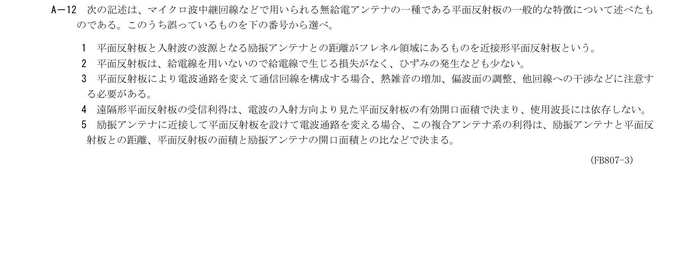 A－12　次の記述は、マイクロ波中継回線などで用いられる無給電アンテナの一種である平面反射板の一般的な特徴について述べたも
のである。このうち誤っているものを下の番号から選べ。
1　平面反射板と入射波の波源となる励振アンテナとの距離がフレネル領域にあるものを近接形平面反射板という。
2　平面反射板は、給電線を用いないので給電線で生じる損失がなく、ひずみの発生なども少ない。
3　平面反射板により電波通路を変えて通信回線を構成する場合、熱雑音の増加、偏波面の調整、他回線への干渉などに注意す
る必要がある。
4　遠隔形平面反射板の受信利得は、電波の入射方向より見た平面反射板の有効開口面積で決まり、使用波長には依存しない。
5　励振アンテナに近接して平面反射板を設けて電波通路を変える場合、この複合アンテナ系の利得は、励振アンテナと平面反
射板との距離、平面反射板の面積と励振アンテナの開口面積との比などで決まる。
(FB807-3)